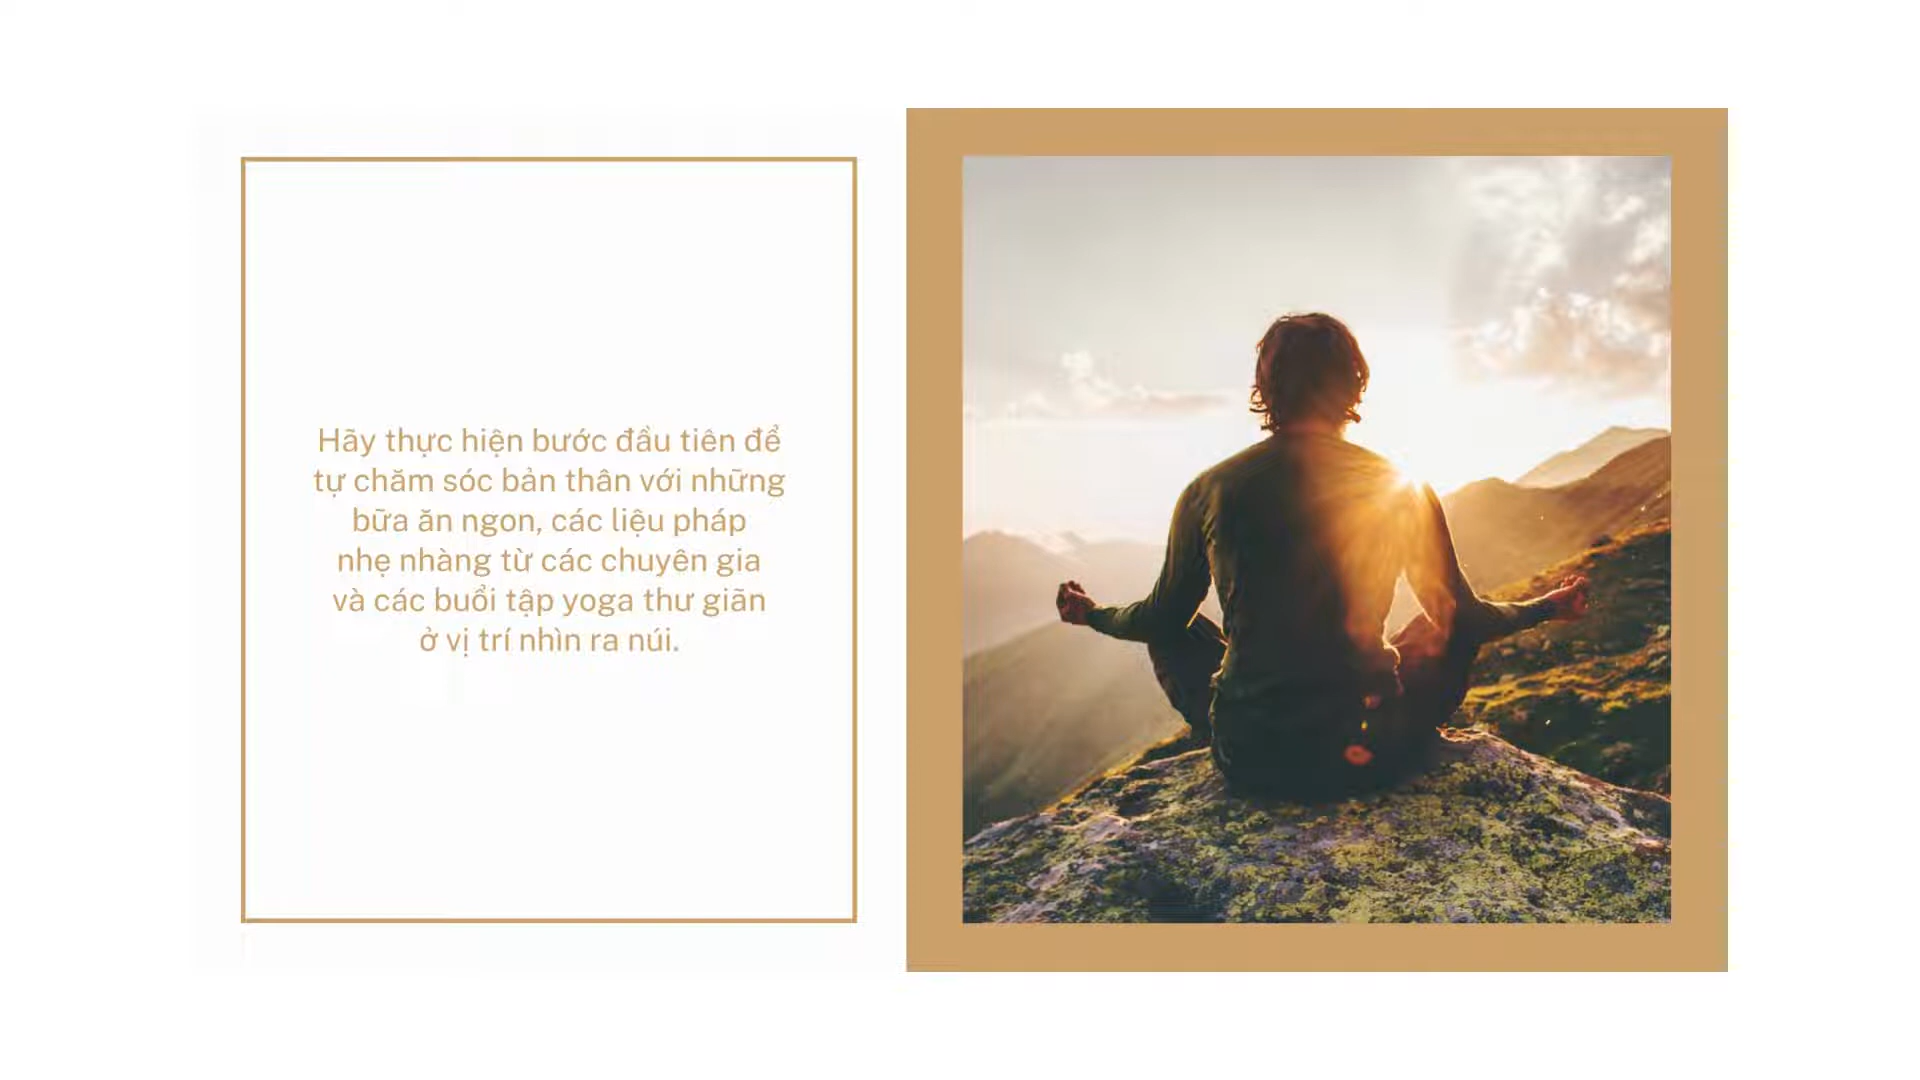 Hãy thực hiện bước đầu tiên để
tự chăm sóc bản thân với những
bữa ăn ngon, các liệu pháp
nhẹ nhàng từ các chuyên gia
và các buổi tập yoga thư giãn
ở vị trí nhìn ra núi.